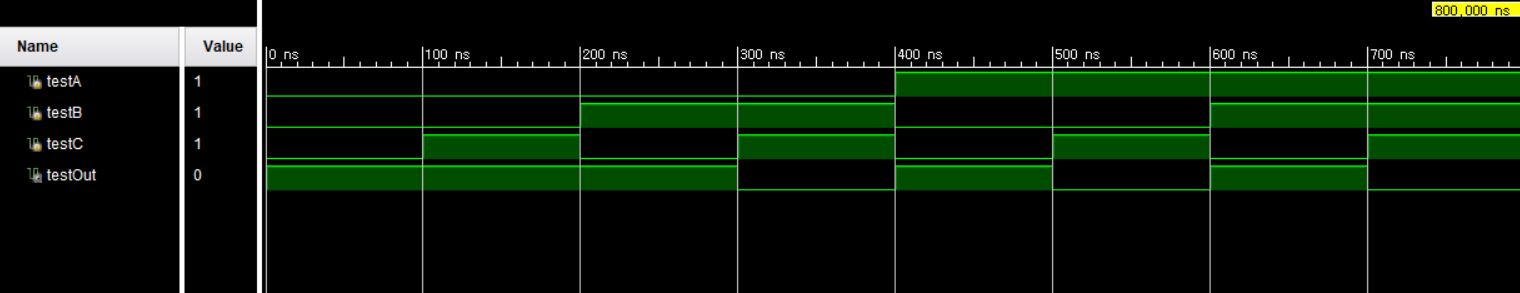 800,000 ns
Name Value
0 ns 100 ns 200 ns 300 ns 400 ns 500 ns 600 ns 700 ns
testA 1
testB 1
testC 1
testOut 0